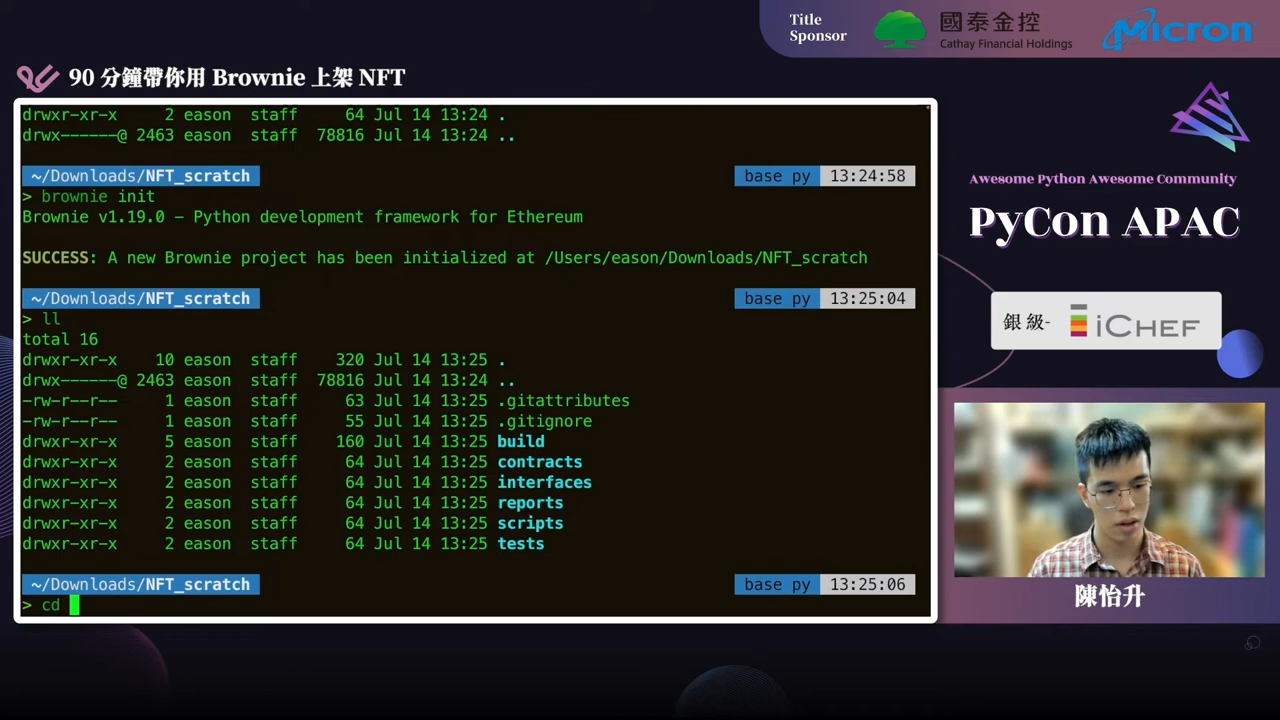 Title
Sponsor
國泰金控
Cathay Financial Holdings
Micron
90 分鐘帶你用 Brownie 上架 NFT
drwxr-xr-x 2 eason staff 64 Jul 14 13:24 .
drwx------@ 2463 eason staff 78816 Jul 14 13:24 ..
~/Downloads/NFT_scratch base py 13:24:58
> brownie init
Brownie v1.19.0 - Python development framework for Ethereum
SUCCESS: A new Brownie project has been initialized at /Users/eason/Downloads/NFT_scratch
~/Downloads/NFT_scratch base py 13:25:04
> ll
total 16
drwxr-xr-x 10 eason staff 320 Jul 14 13:25 .
drwx------@ 2463 eason staff 78816 Jul 14 13:24 ..
-rw-r--r-- 1 eason staff 63 Jul 14 13:25 .gitattributes
-rw-r--r-- 1 eason staff 55 Jul 14 13:25 .gitignore
drwxr-xr-x 5 eason staff 160 Jul 14 13:25 build
drwxr-xr-x 2 eason staff 64 Jul 14 13:25 contracts
drwxr-xr-x 2 eason staff 64 Jul 14 13:25 interfaces
drwxr-xr-x 2 eason staff 64 Jul 14 13:25 reports
drwxr-xr-x 2 eason staff 64 Jul 14 13:25 scripts
drwxr-xr-x 2 eason staff 64 Jul 14 13:25 tests
~/Downloads/NFT_scratch base py 13:25:06
> cd
Awesome Python Awesome Community
PyCon APAC
銀級- iCHEF
陳怡升